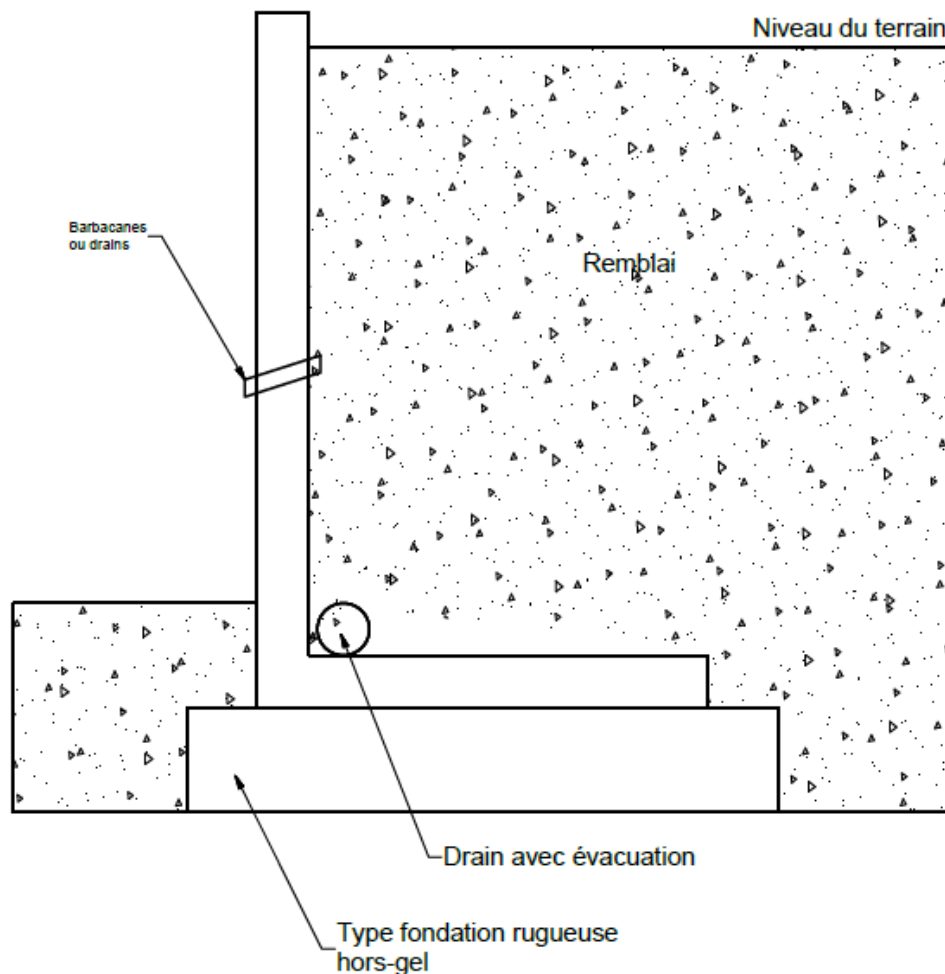 Niveau du terrain
Barbacanes
ou drains
Remblai
Drain avec évacuation
Type fondation rugueuse
hors-gel